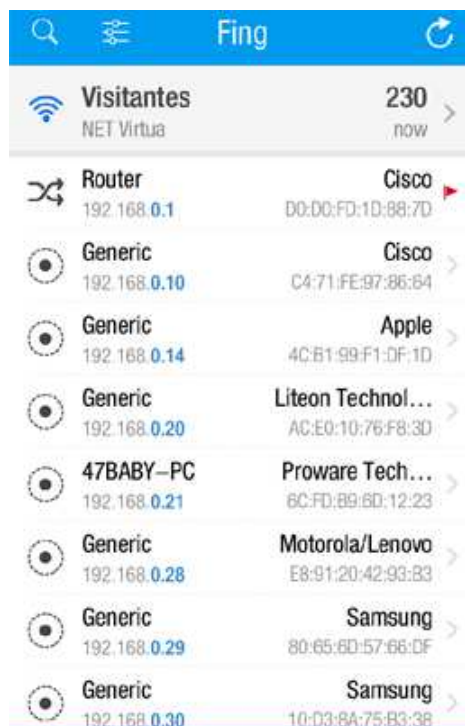 Fing
Visitantes 230
NET Virtua now
Router Cisco
192.168.0.1 D0:D0:FD:1D:88:7D
Generic Cisco
192.168.0.10 C4:71:FE:97:86:64
Generic Apple
192.168.0.14 4C:B1:99:F1:DF:1D
Generic Liteon Technol...
192.168.0.20 AC:E0:10:76:F8:3D
47BABY-PC Proware Tech...
192.168.0.21 6C:FD:B9:6D:12:23
Generic Motorola/Lenovo
192.168.0.28 E8:91:20:42:93:B3
Generic Samsung
192.168.0.29 80:65:6D:57:66:DF
Generic Samsung
192.168.0.30 10:D3:8A:75:B3:38